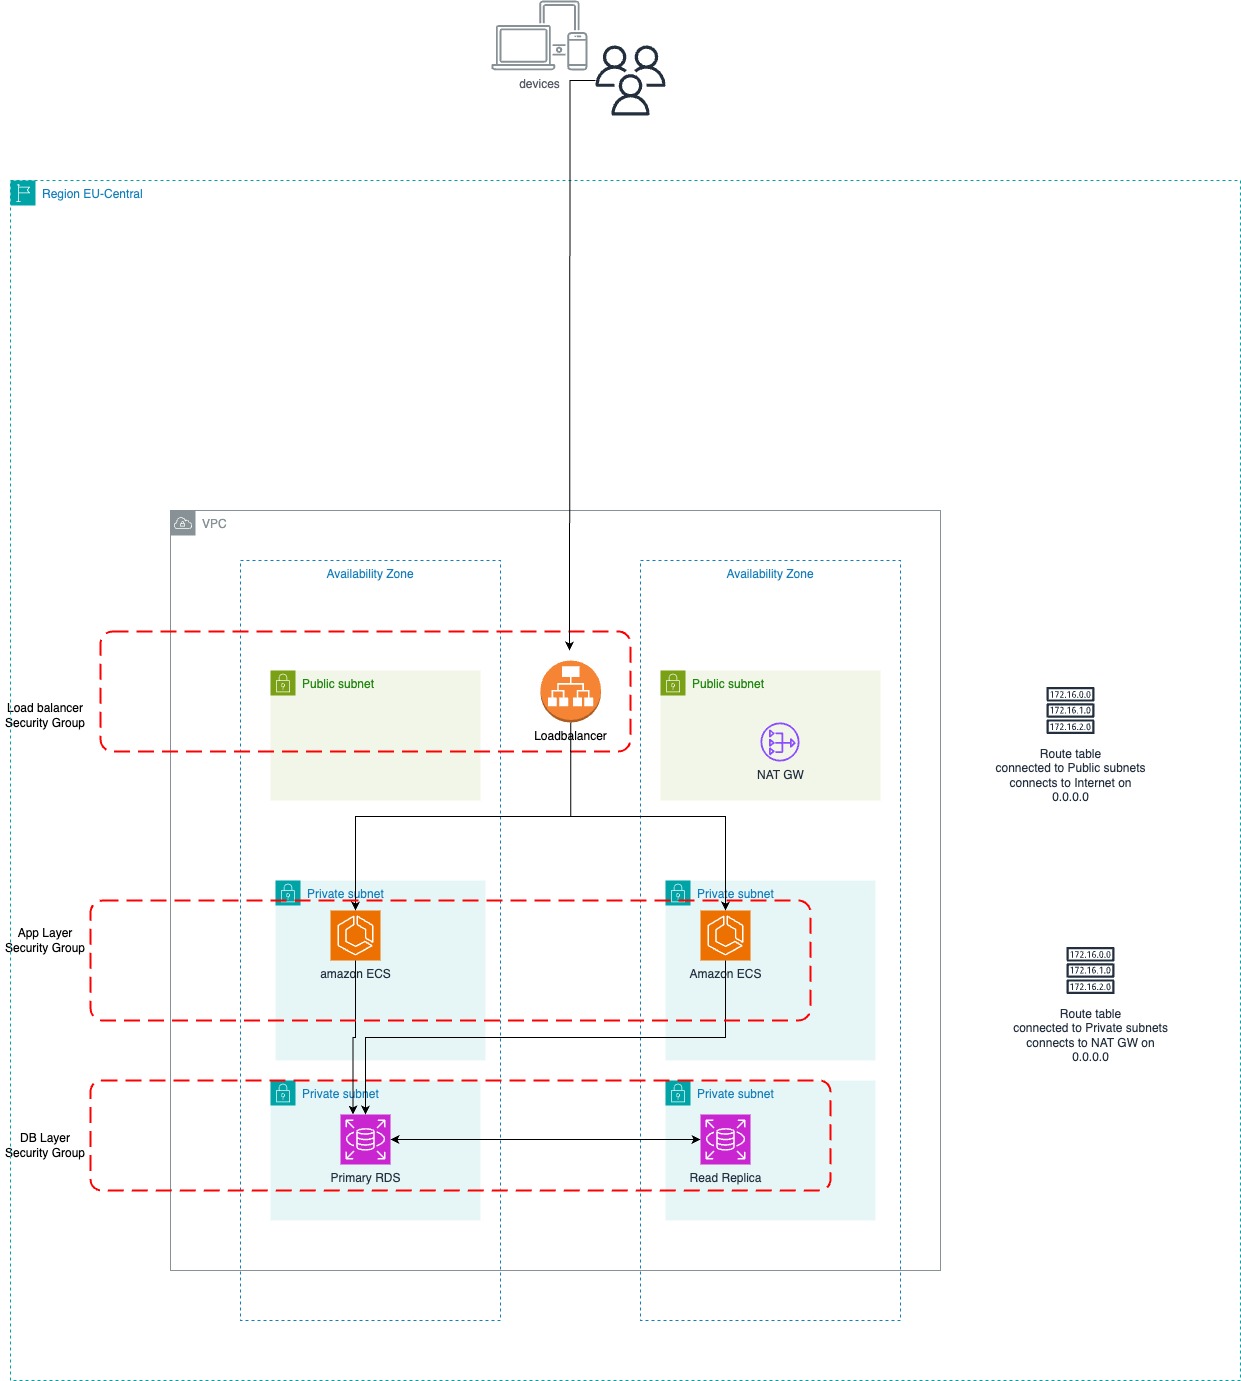 devices
Region EU-Central
VPC
Availability Zone
Availability Zone
Public subnet
Public subnet
Load balancer
Security Group
Loadbalancer
NAT GW
172.16.0.0
172.16.1.0
172.16.2.0
Route table
connected to Public subnets
connects to Internet on
0.0.0.0
Private subnet
Private subnet
App Layer
Security Group
amazon ECS
Amazon ECS
172.16.0.0
172.16.1.0
172.16.2.0
Route table
connected to Private subnets
connects to NAT GW on
0.0.0.0
Private subnet
Private subnet
DB Layer
Security Group
Primary RDS
Read Replica